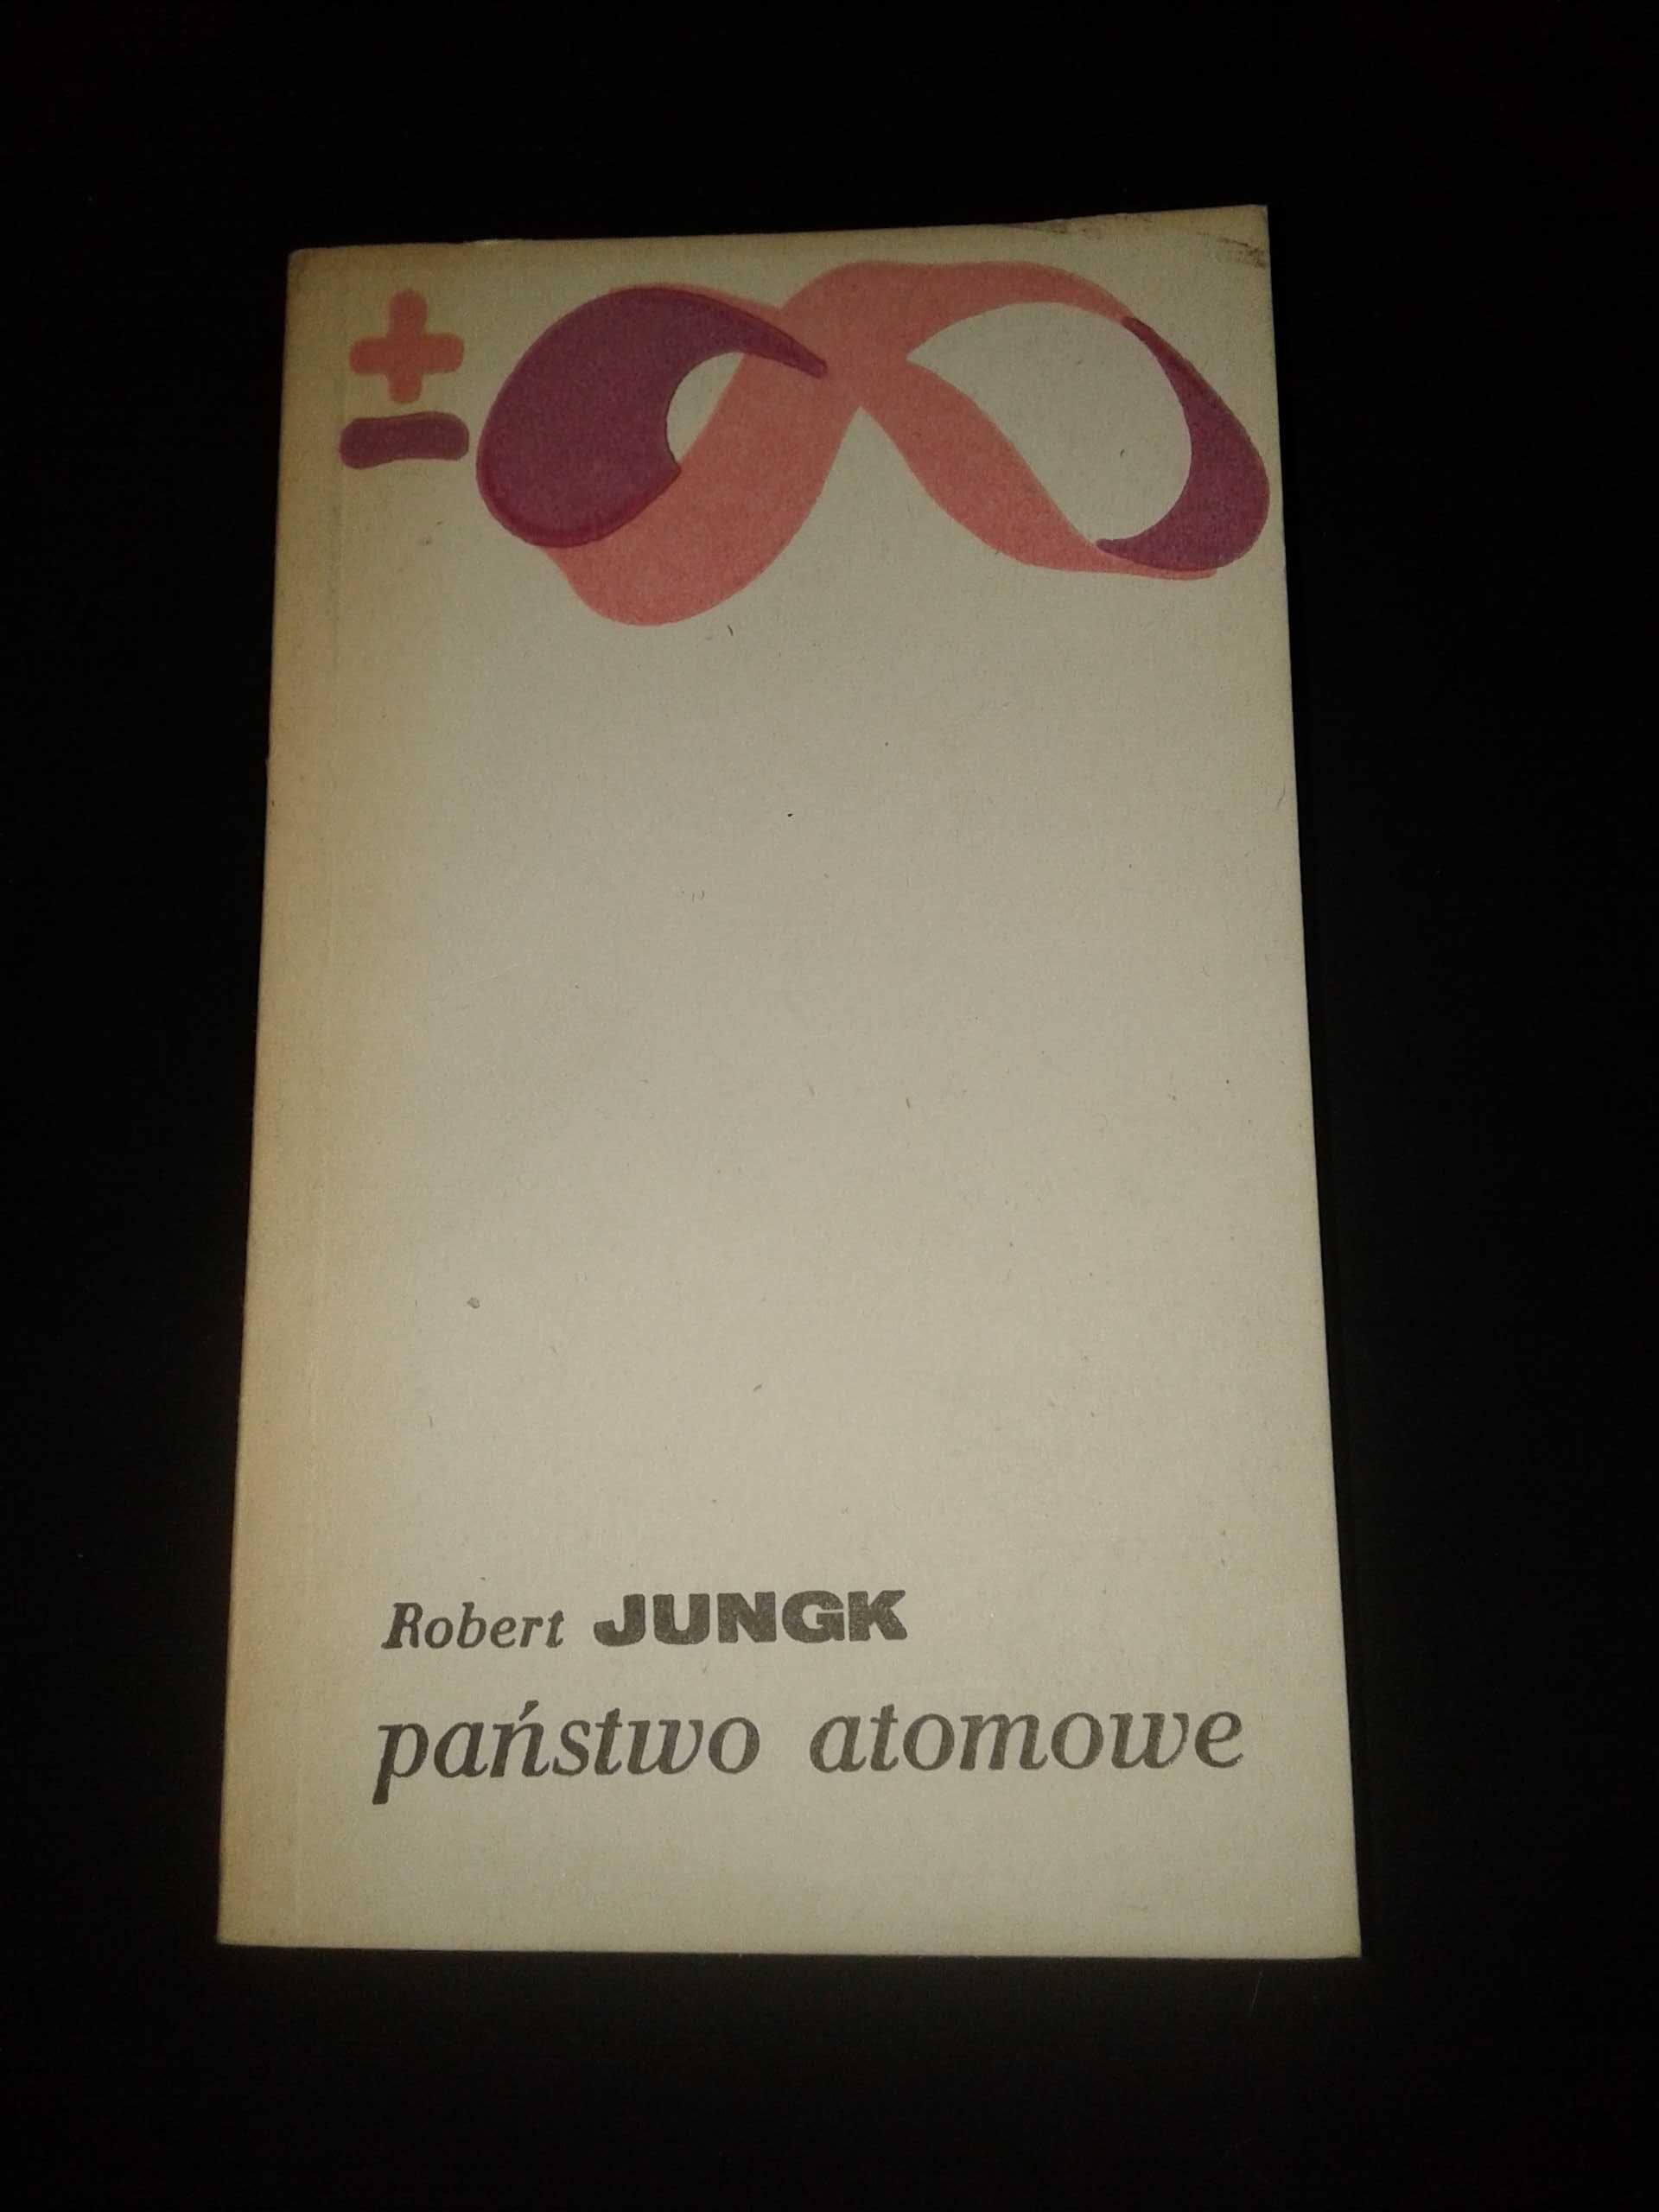 ±∞
Robert JUNGK
państwo atomowe